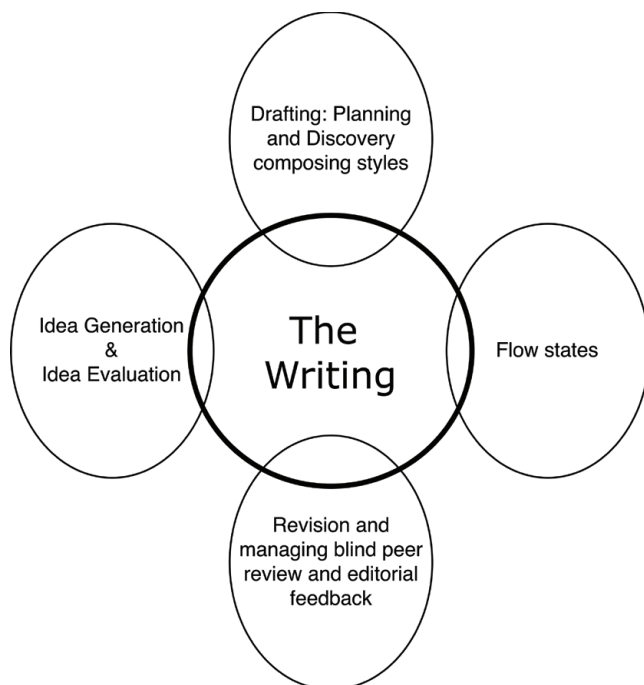 Drafting: Planning
and Discovery
composing styles
Idea Generation
&
Idea Evaluation
The
Writing
Flow states
Revision and
managing blind peer
review and editorial
feedback